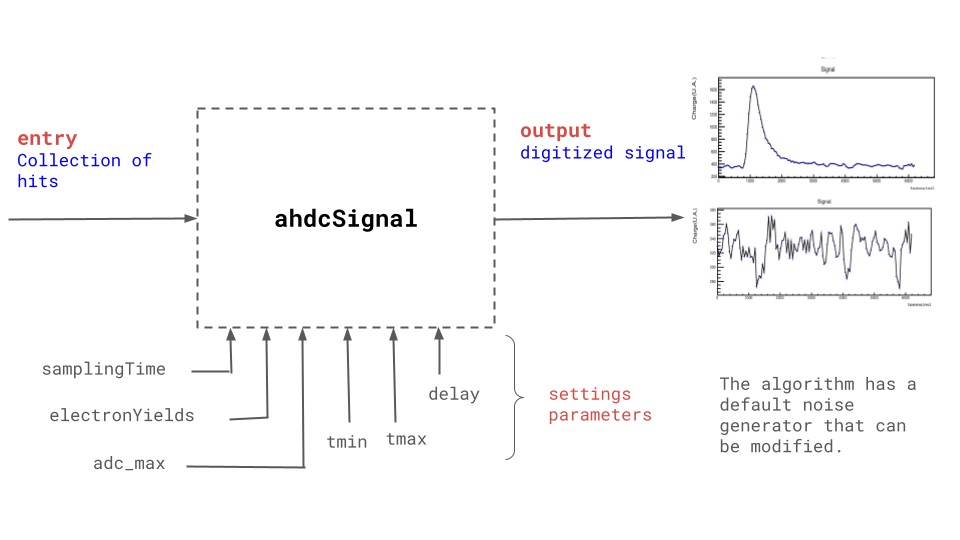 entry
Collection of
hits
ahdcSignal
output
digitized signal
Signal
Charge(U.A.)
Signal
Charge(U.A.)
samplingTime
electronYields
adc_max
tmin
tmax
delay
settings
parameters
The algorithm has a
default noise
generator that can
be modified.